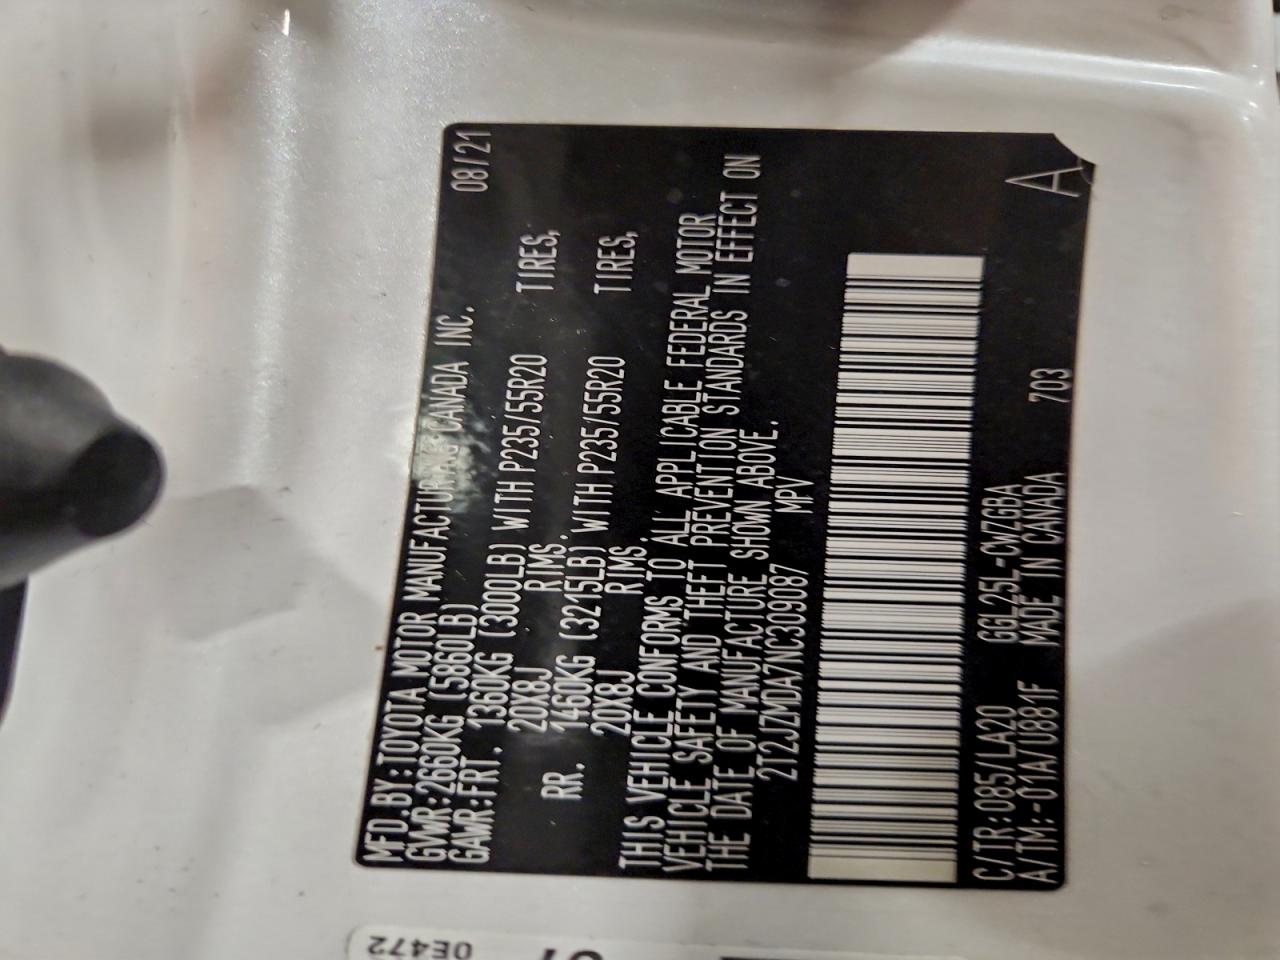 MFD.BY:TOYOTA MOTOR MANUFACTURING CANADA INC. 08/21
GVWR:2660KG (5860LB)
GAWR:FRT. 1360KG (3000LB) WITH P235/55R20 TIRES,
20X8J RIMS.
RR. 1460KG (3215LB) WITH P235/55R20 TIRES,
20X8J RIMS.
THIS VEHICLE CONFORMS TO ALL APPLICABLE FEDERAL MOTOR
VEHICLE SAFETY AND THEFT PREVENTION STANDARDS IN EFFECT ON
THE DATE OF MANUFACTURE SHOWN ABOVE.
2T2JZMDA7NC309087 MPV
C/TR:085/LA20 GGL25L-CWZGBA
A/TM:-01A/U881F MADE IN CANADA 703 A
0E472